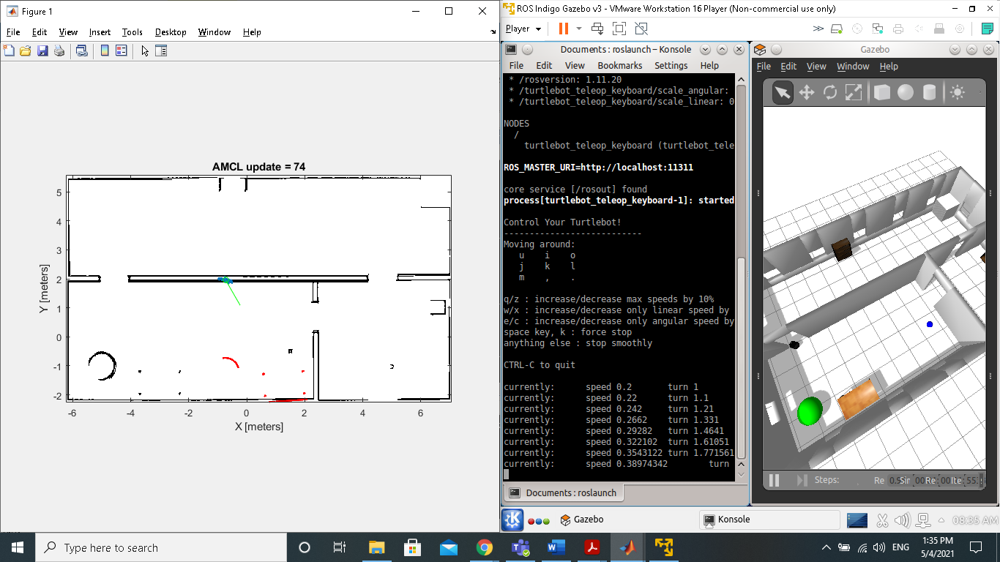 Figure 1
File Edit View Insert Tools Desktop Window Help
AMCL update = 74
5
4
3
2
1
0
-1
-2
Y [meters]
-6 -4 -2 0 2 4 6
X [meters]
ROS Indigo Gazebo v3 - VMware Workstation 16 Player (Non-commercial use only)
Player
Documents : roslaunch – Konsole
File Edit View Bookmarks Settings Help
* /rosversion: 1.11.20
* /turtlebot_teleop_keyboard/scale_angular:
* /turtlebot_teleop_keyboard/scale_linear: 0
NODES
/
turtlebot_teleop_keyboard (turtlebot_tele
ROS_MASTER_URI=http://localhost:11311
core service [/rosout] found
process[turtlebot_teleop_keyboard-1]: started
Control Your Turtlebot!
---------------------------
Moving around:
u i o
j k l
m , .
q/z : increase/decrease max speeds by 10%
w/x : increase/decrease only linear speed by
e/c : increase/decrease only angular speed by
space key, k : force stop
anything else : stop smoothly
CTRL-C to quit
currently: speed 0.2 turn 1
currently: speed 0.22 turn 1.1
currently: speed 0.242 turn 1.21
currently: speed 0.2662 turn 1.331
currently: speed 0.29282 turn 1.4641
currently: speed 0.322102 turn 1.61051
currently: speed 0.3543122 turn 1.771561
currently: speed 0.38974342 turn
Documents : roslaunch
Gazebo
File Edit View Window Help
Steps:
Gazebo
Konsole
08:35 AM
Type here to search
ENG
1:35 PM
5/4/2021